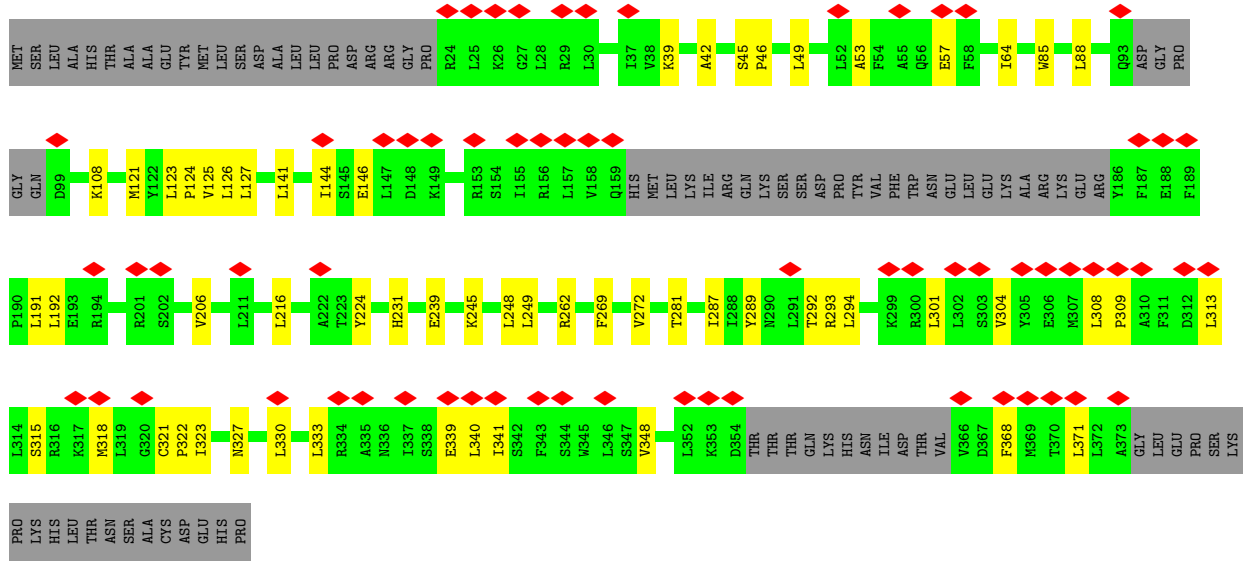 MET SER LEU ALA HIS THR ALA ALA GLU TYR MET LEU SER ASP ALA LEU LEU PRO ASP ARG ARG GLY PRO R24 L25 K26 G27 L28 R29 L30 I37 V38 K39 A42 S45 P46 L49 L52 A53 F54 A55 Q56 E57 F58 I64 W85 L88 Q93 ASP GLY PRO
GLY GLN D99 K108 M121 Y122 L123 P124 V125 L126 L127 L141 I144 S145 E146 L147 D148 K149 R153 S154 I155 R156 L157 V158 Q159 HIS MET LEU LYS ILE ARG GLN LYS SER SER ASP PRO TYR VAL PHE TRP ASN GLU LEU GLU LYS ALA ARG LYS GLU ARG Y186 F187 E188 F189
P190 L191 L192 E193 R194 R201 S202 V206 L211 L216 A222 T223 Y224 H231 E239 K245 L248 L249 R262 F269 V272 T281 I287 I288 Y289 N290 L291 T292 R293 L294 K299 R300 L301 L302 S303 V304 Y305 E306 M307 L308 P309 A310 F311 D312 L313
L314 S315 R316 K317 M318 L319 G320 C321 P322 I323 N327 L330 L333 R334 A335 N336 I337 S338 E339 L340 I341 S342 F343 S344 W345 L346 S347 V348 L352 K353 D354 THR THR THR GLN LYS HIS ASN ILE ASP THR VAL V366 D367 F368 M369 T370 L371 L372 A373 GLY LEU GLU PRO SER LYS
PRO LYS HIS LEU THR ASN SER ALA CYS ASP GLU HIS PRO